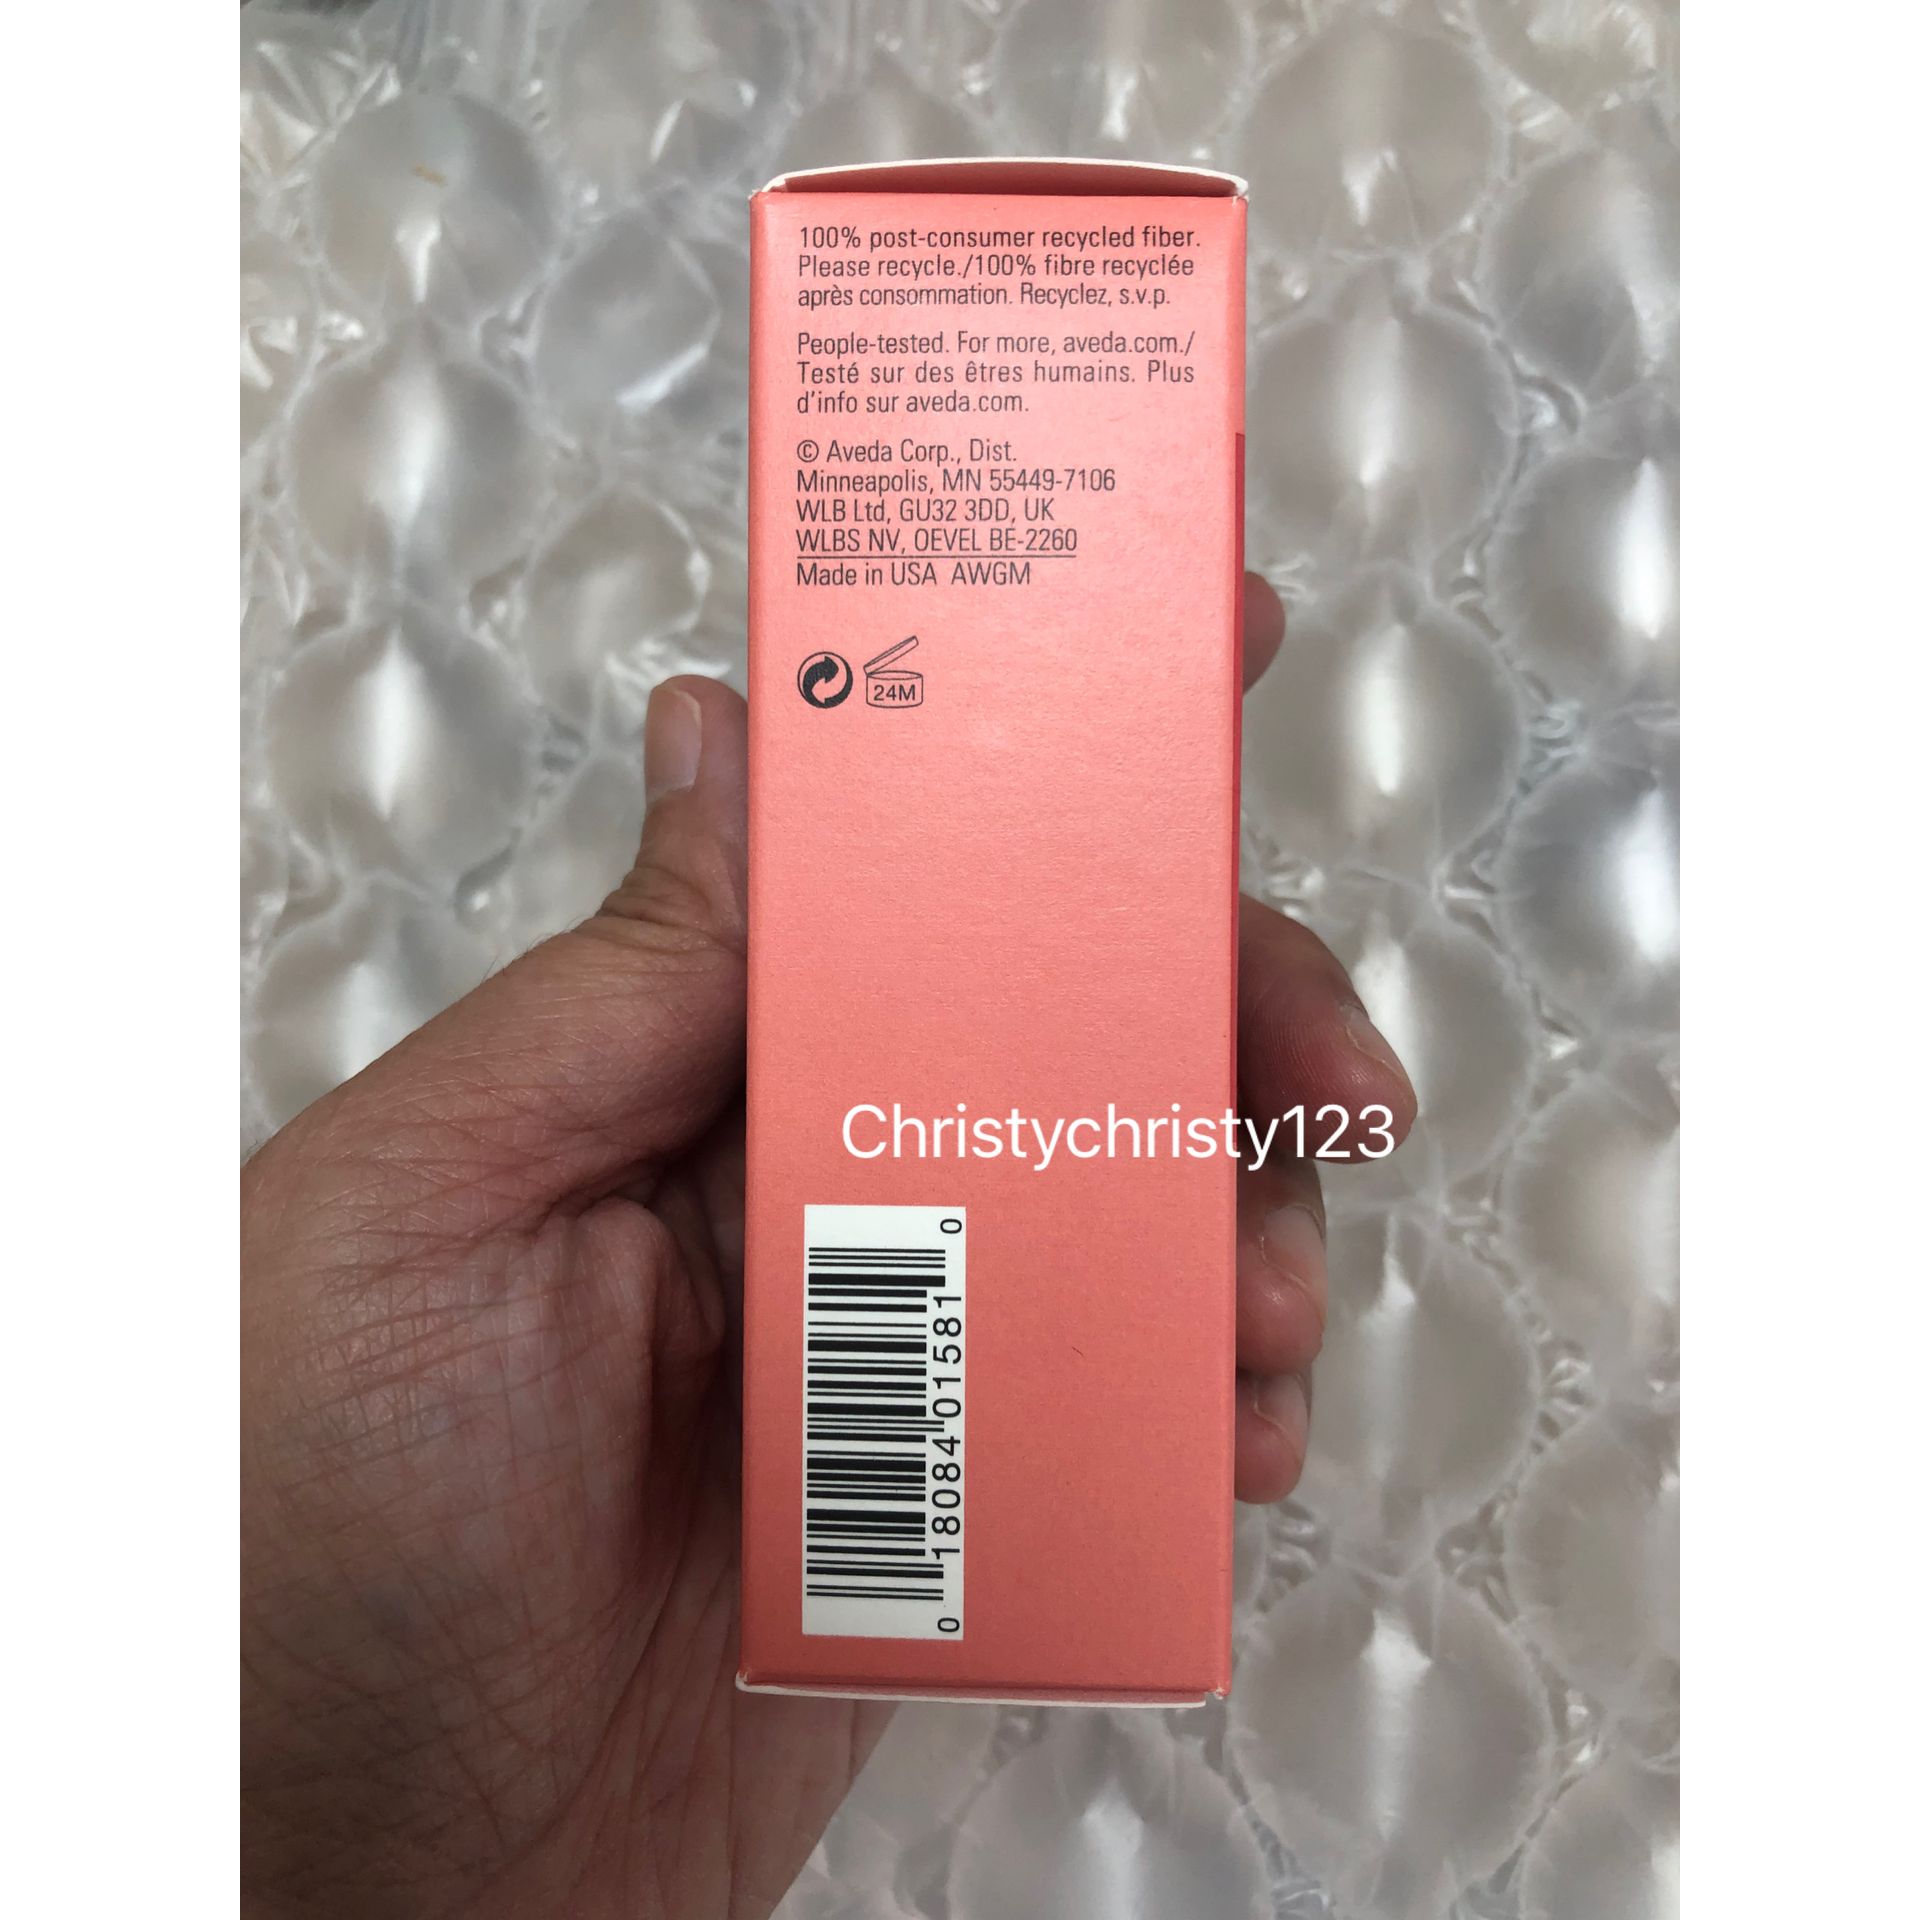 100% post-consumer recycled fiber.
Please recycle./100% fibre recyclée
après consommation. Recyclez, s.v.p.
People-tested. For more, aveda.com./
Testé sur des êtres humains. Plus
d'info sur aveda.com.
© Aveda Corp., Dist.
Minneapolis, MN 55449-7106
WLB Ltd, GU32 3DD, UK
WLBS NV, OEVEL BE-2260
Made in USA AWGM
24M
Christychristy123
0 18084 01581 0